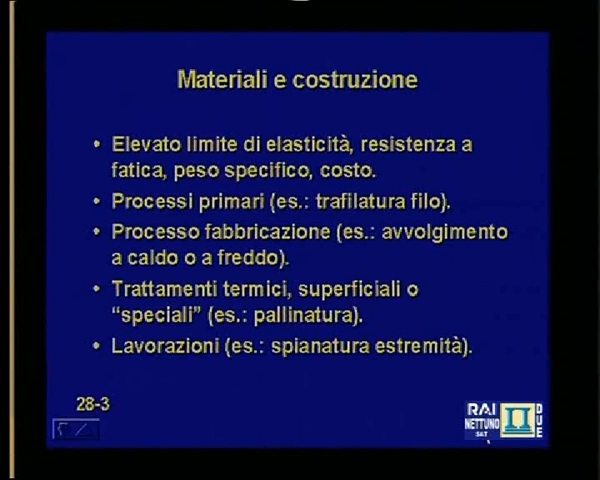 Materiali e costruzione
• Elevato limite di elasticità, resistenza a
fatica, peso specifico, costo.
• Processi primari (es.: trafilatura filo).
• Processo fabbricazione (es.: avvolgimento
a caldo o a freddo).
• Trattamenti termici, superficiali o
“speciali” (es.: pallinatura).
• Lavorazioni (es.: spianatura estremità).
28-3
RAI
NETTUNO
SAT
DUE